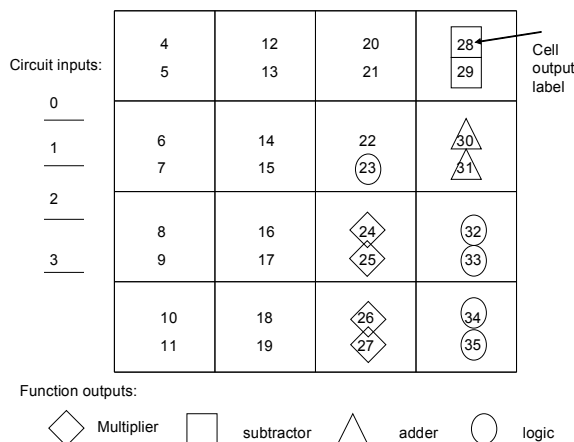 Circuit inputs:
0
1
2
3
4 12 20 28
5 13 21 29
6 14 22 30
7 15 23 31
8 16 24 32
9 17 25 33
10 18 26 34
11 19 27 35
Cell
output
label
Function outputs:
Multiplier subtractor adder logic